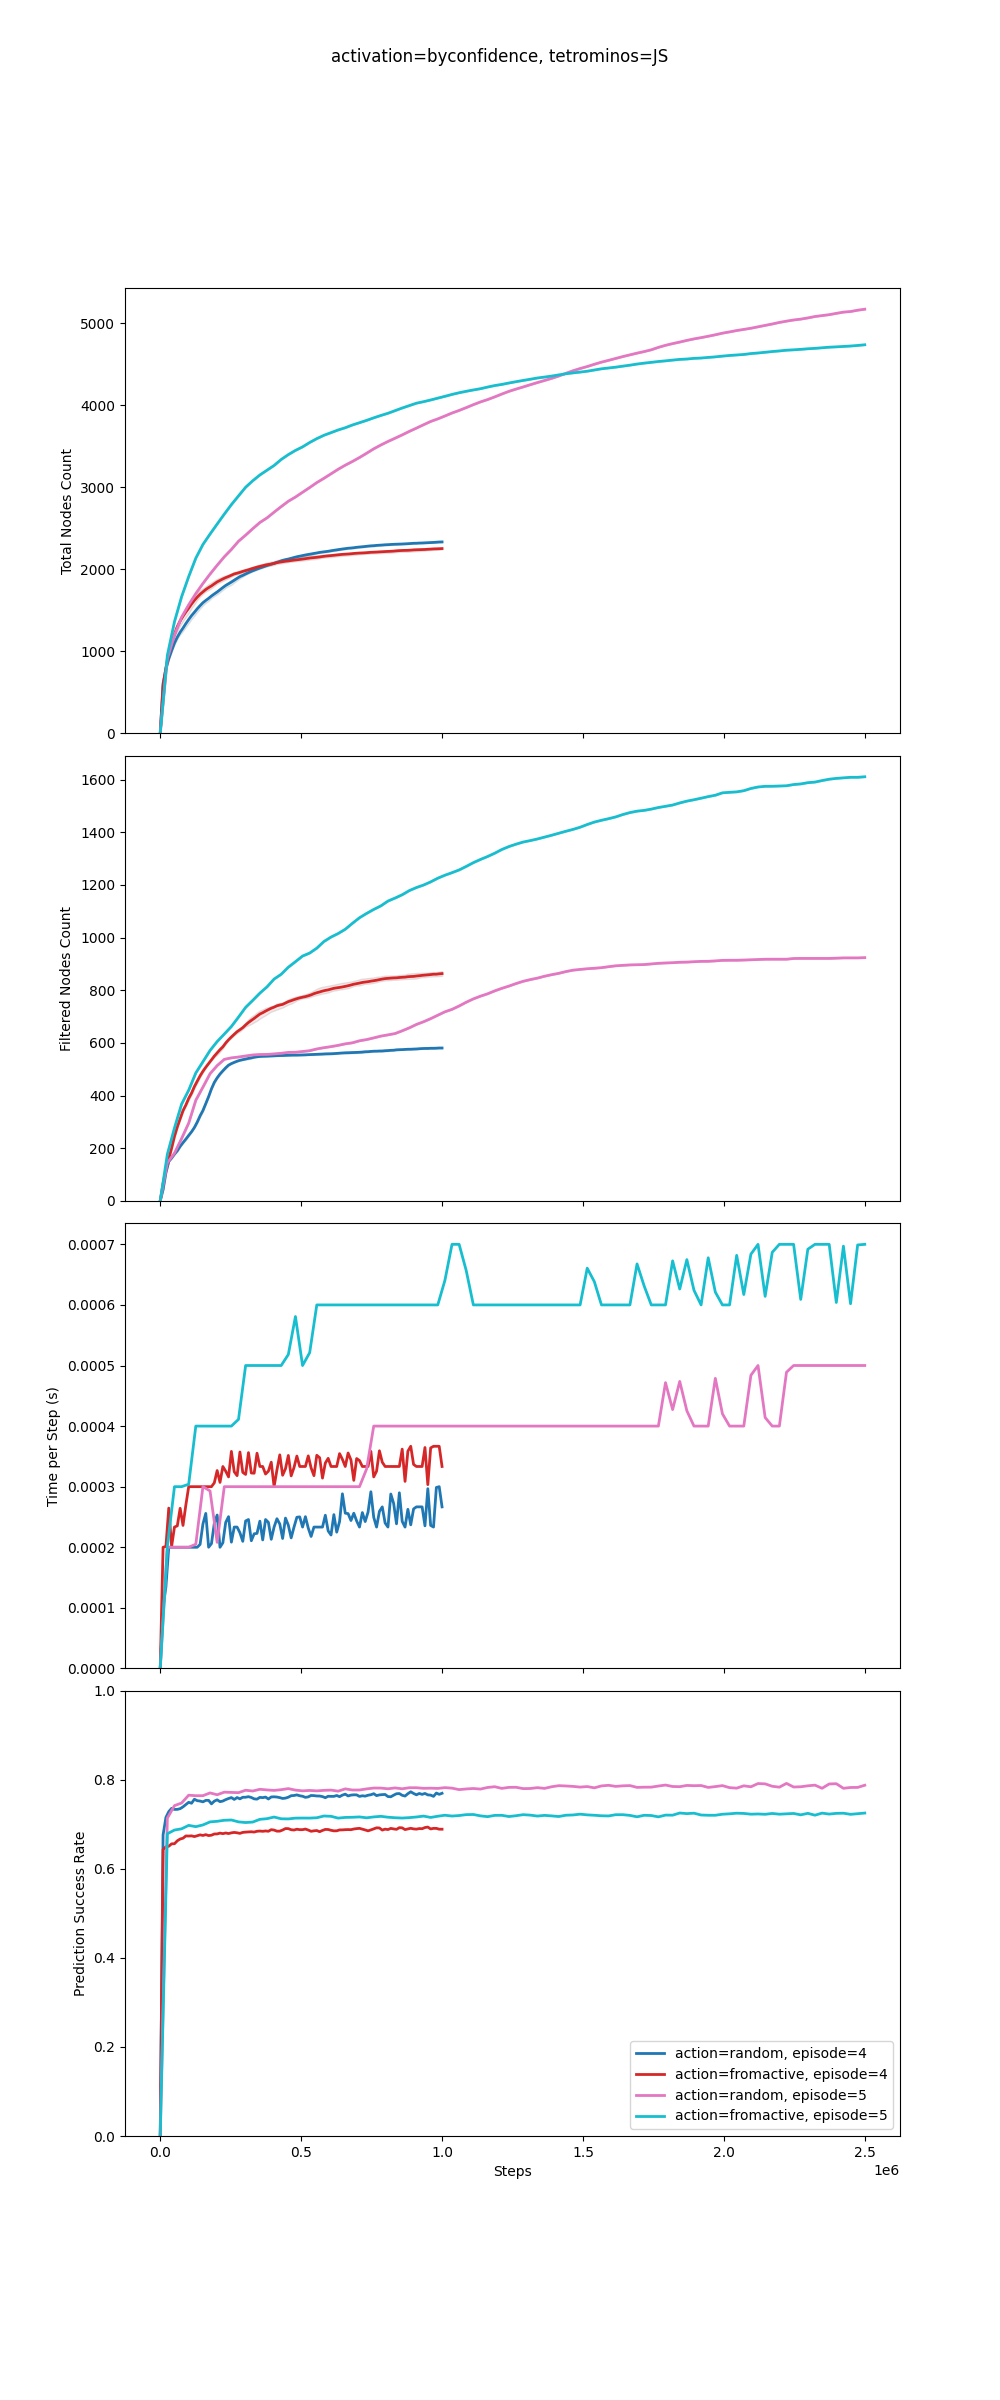 activation=byconfidence, tetrominos=JS
5000
4000
3000
2000
1000
0
Total Nodes Count
1600
1400
1200
1000
800
600
400
200
0
Filtered Nodes Count
0.0007
0.0006
0.0005
0.0004
0.0003
0.0002
0.0001
0.0000
Time per Step (s)
1.0
0.8
0.6
0.4
0.2
0.0
Prediction Success Rate
action=random, episode=4
action=fromactive, episode=4
action=random, episode=5
action=fromactive, episode=5
0.0 0.5 1.0 1.5 2.0 2.5
1e6
Steps